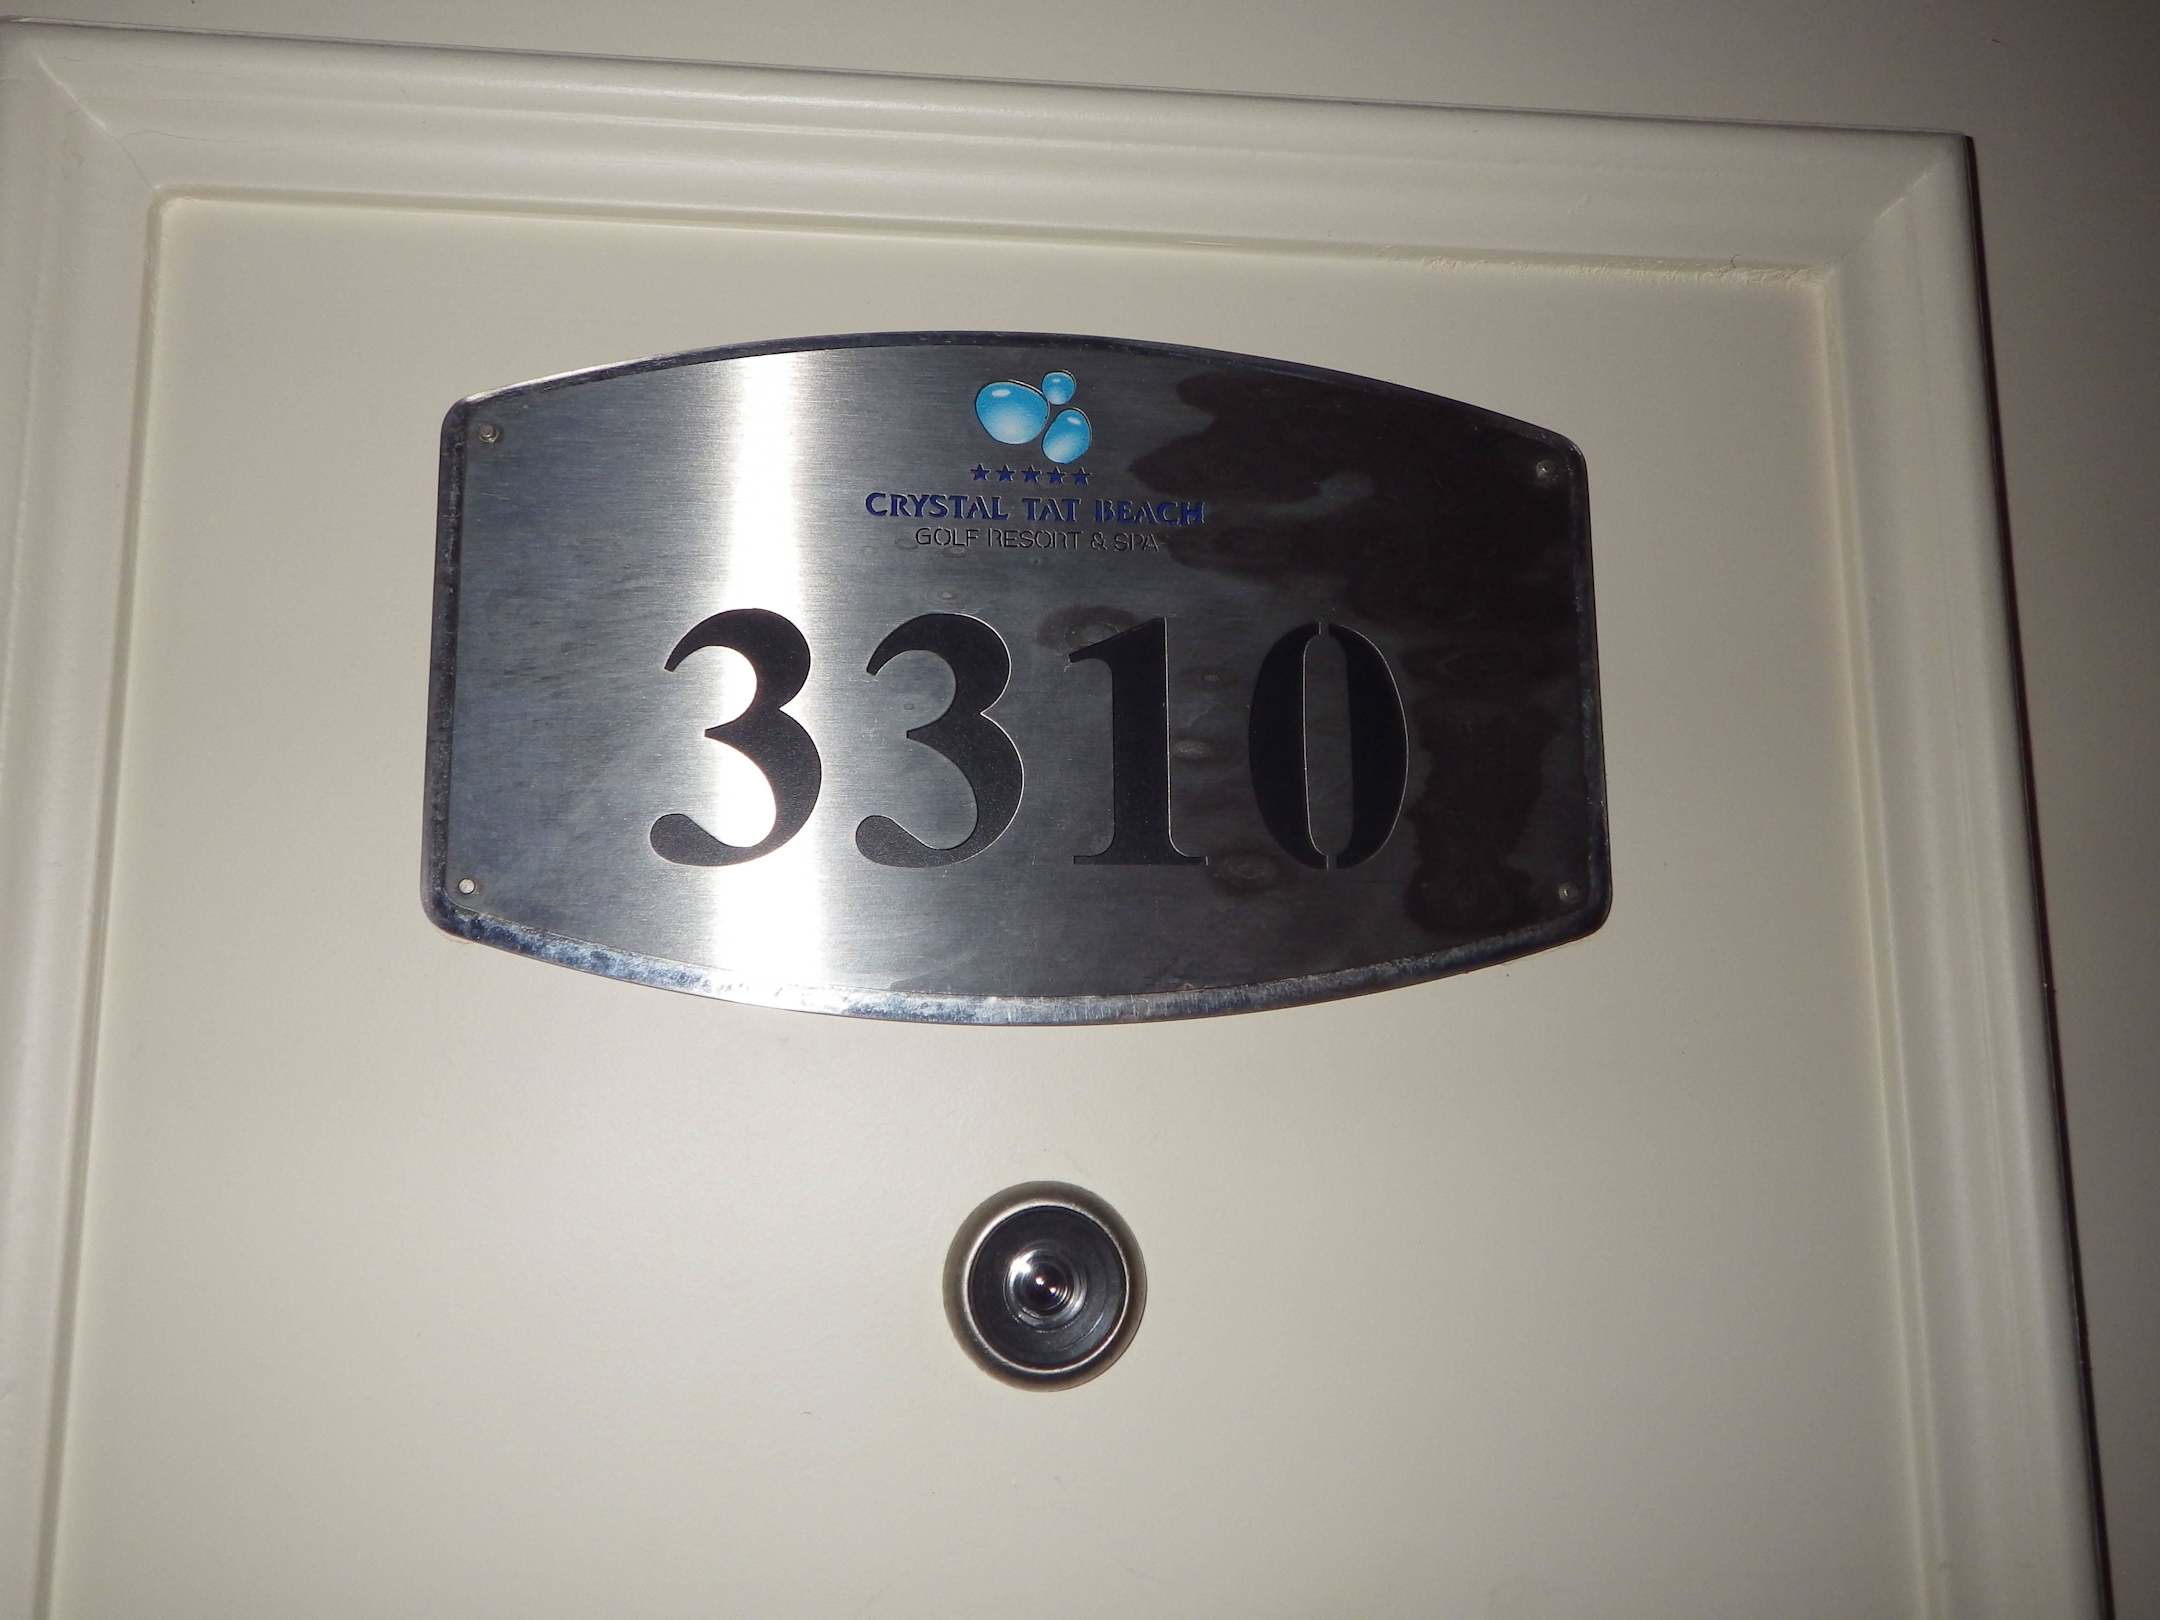 CRYSTAL TAT BEACH
GOLF RESORT & SPA
3310